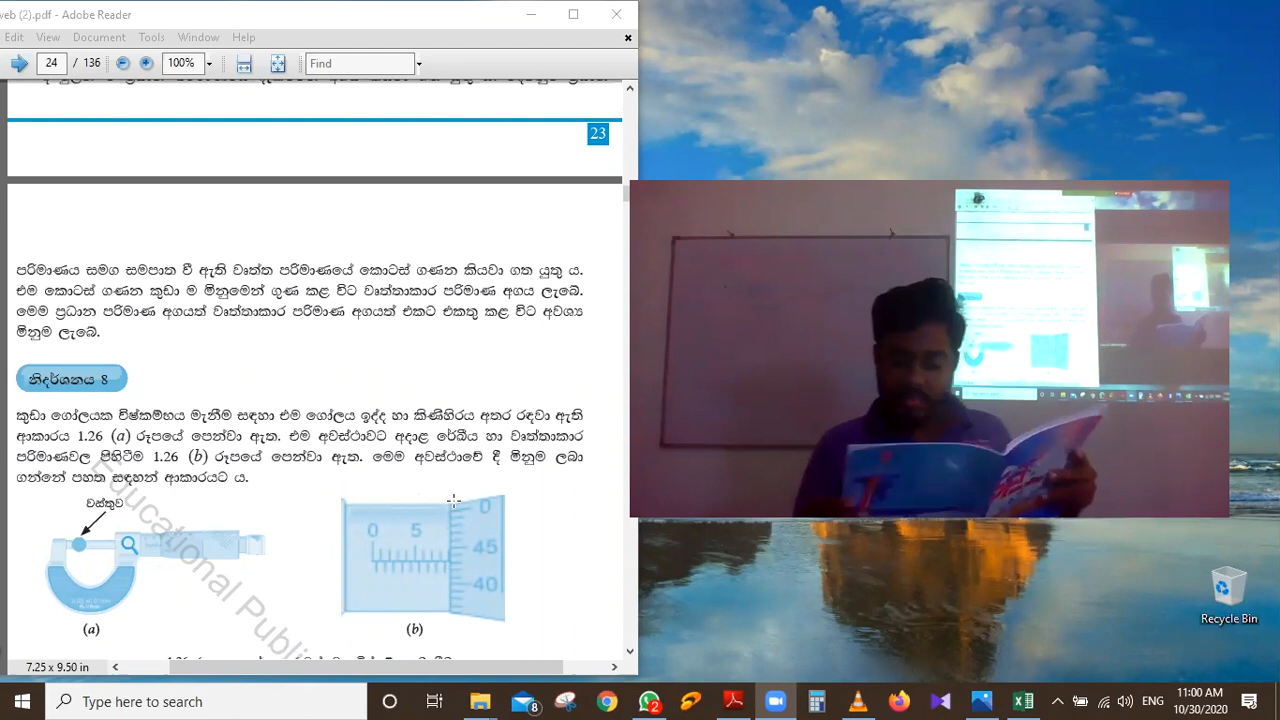 veb (2).pdf - Adobe Reader
Edit View Document Tools Window Help
24 / 136 100% Find
23
පරිමාණය සමග සමපාත වී ඇති වෘත්ත පරිමාණයේ කොටස් ගණන කියවා ගත යුතු ය.
එම කොටස් ගණන කුඩා ම මිනුමෙන් ගුණ කළ විට වෘත්තාකාර පරිමාණ අගය ලැබේ.
මෙම ප්‍රධාන පරිමාණ අගයත් වෘත්තාකාර පරිමාණ අගයත් එකට එකතු කළ විට අවශ්‍ය
මිනුම ලැබේ.
නිදර්ශනය 8
කුඩා ගෝලයක විෂ්කම්භය මැනීම සඳහා එම ගෝලය ඉද්ද හා කිණිහිරය අතර රඳවා ඇති
ආකාරය 1.26 (a) රූපයේ පෙන්වා ඇත. එම අවස්ථාවට අදාළ රේඛීය හා වෘත්තාකාර
පරිමාණවල පිහිටීම 1.26 (b) රූපයේ පෙන්වා ඇත. මෙම අවස්ථාවේ දී මිනුම ලබා
ගන්නේ පහත සඳහන් ආකාරයට ය.
වස්තුව
0 5
0
45
40
(a) (b)
Educational Publi
7.25 x 9.50 in
Recycle Bin
Type here to search
8
2
ENG
11:00 AM
10/30/2020